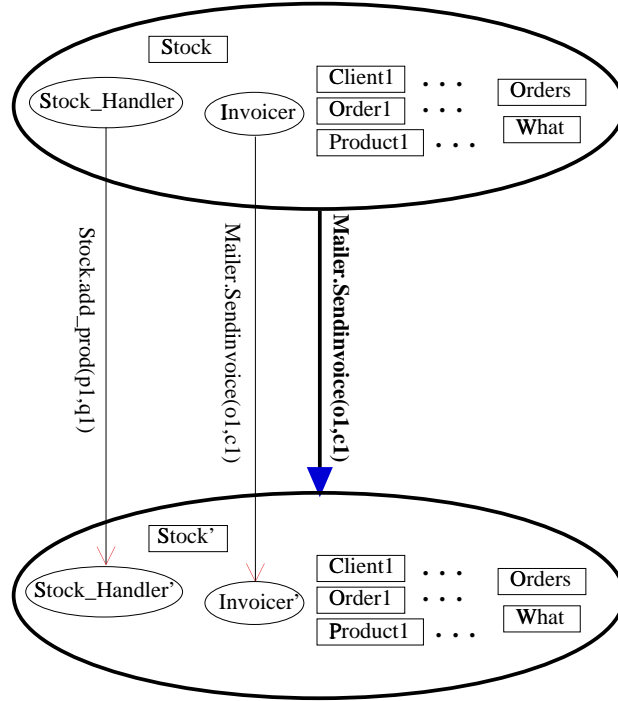 Stock
Client1 . . .
Stock_Handler
Invoicer
Order1 . . .
Orders
Product1 . . .
What
Stock.add_prod(p1,q1)
Mailer.Sendinvoice(o1,c1)
Mailer.Sendinvoice(o1,c1)
Stock’
Client1 . . .
Stock_Handler’
Invoicer’
Order1 . . .
Orders
Product1 . . .
What